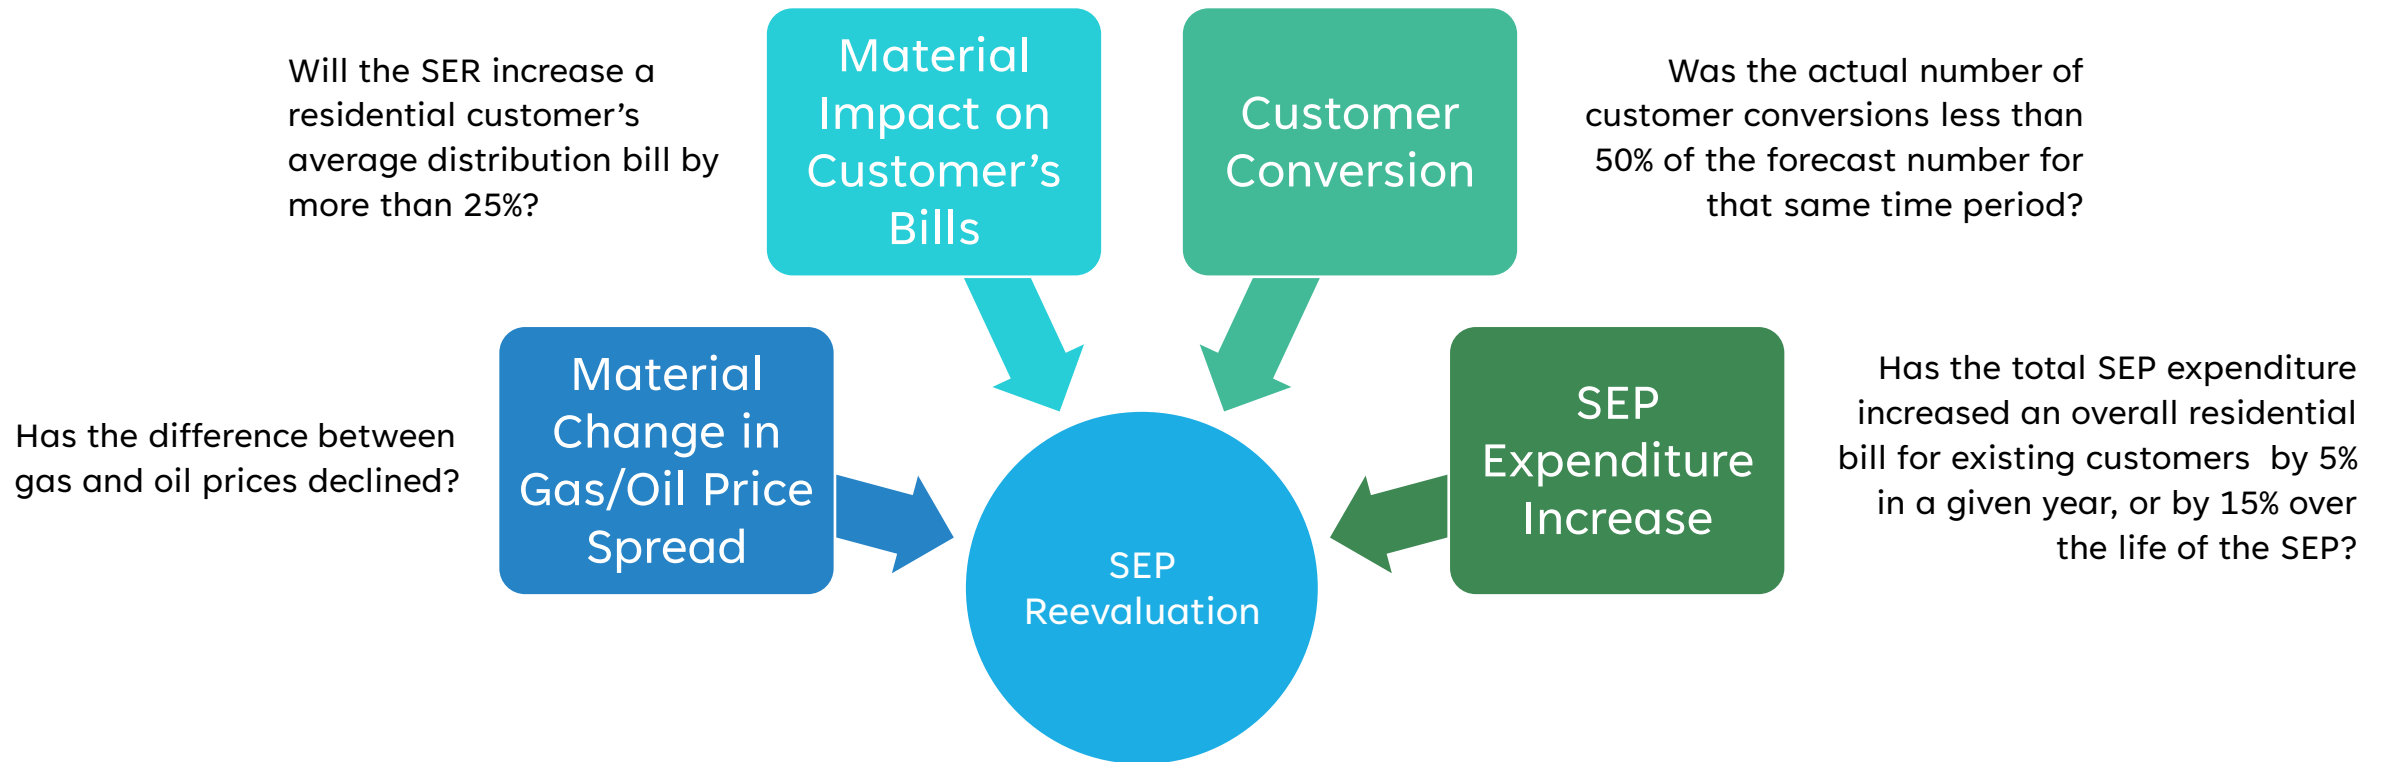 Will the SER increase a
residential customer’s
average distribution bill by
more than 25%?
Material
Impact on
Customer’s
Bills
Customer
Conversion
Was the actual number of
customer conversions less than
50% of the forecast number for
that same time period?
Has the difference between
gas and oil prices declined?
Material
Change in
Gas/Oil Price
Spread
SEP
Reevaluation
SEP
Expenditure
Increase
Has the total SEP expenditure
increased an overall residential
bill for existing customers  by 5%
in a given year, or by 15% over
the life of the SEP?